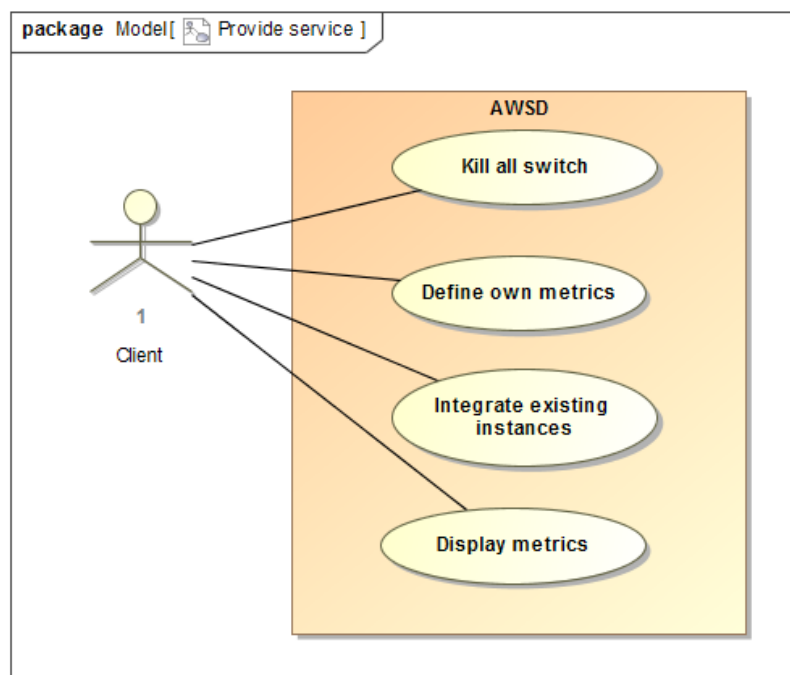 package Model[ Provide service ]
AWSD
Kill all switch
Define own metrics
Integrate existing
instances
Display metrics
1
Client